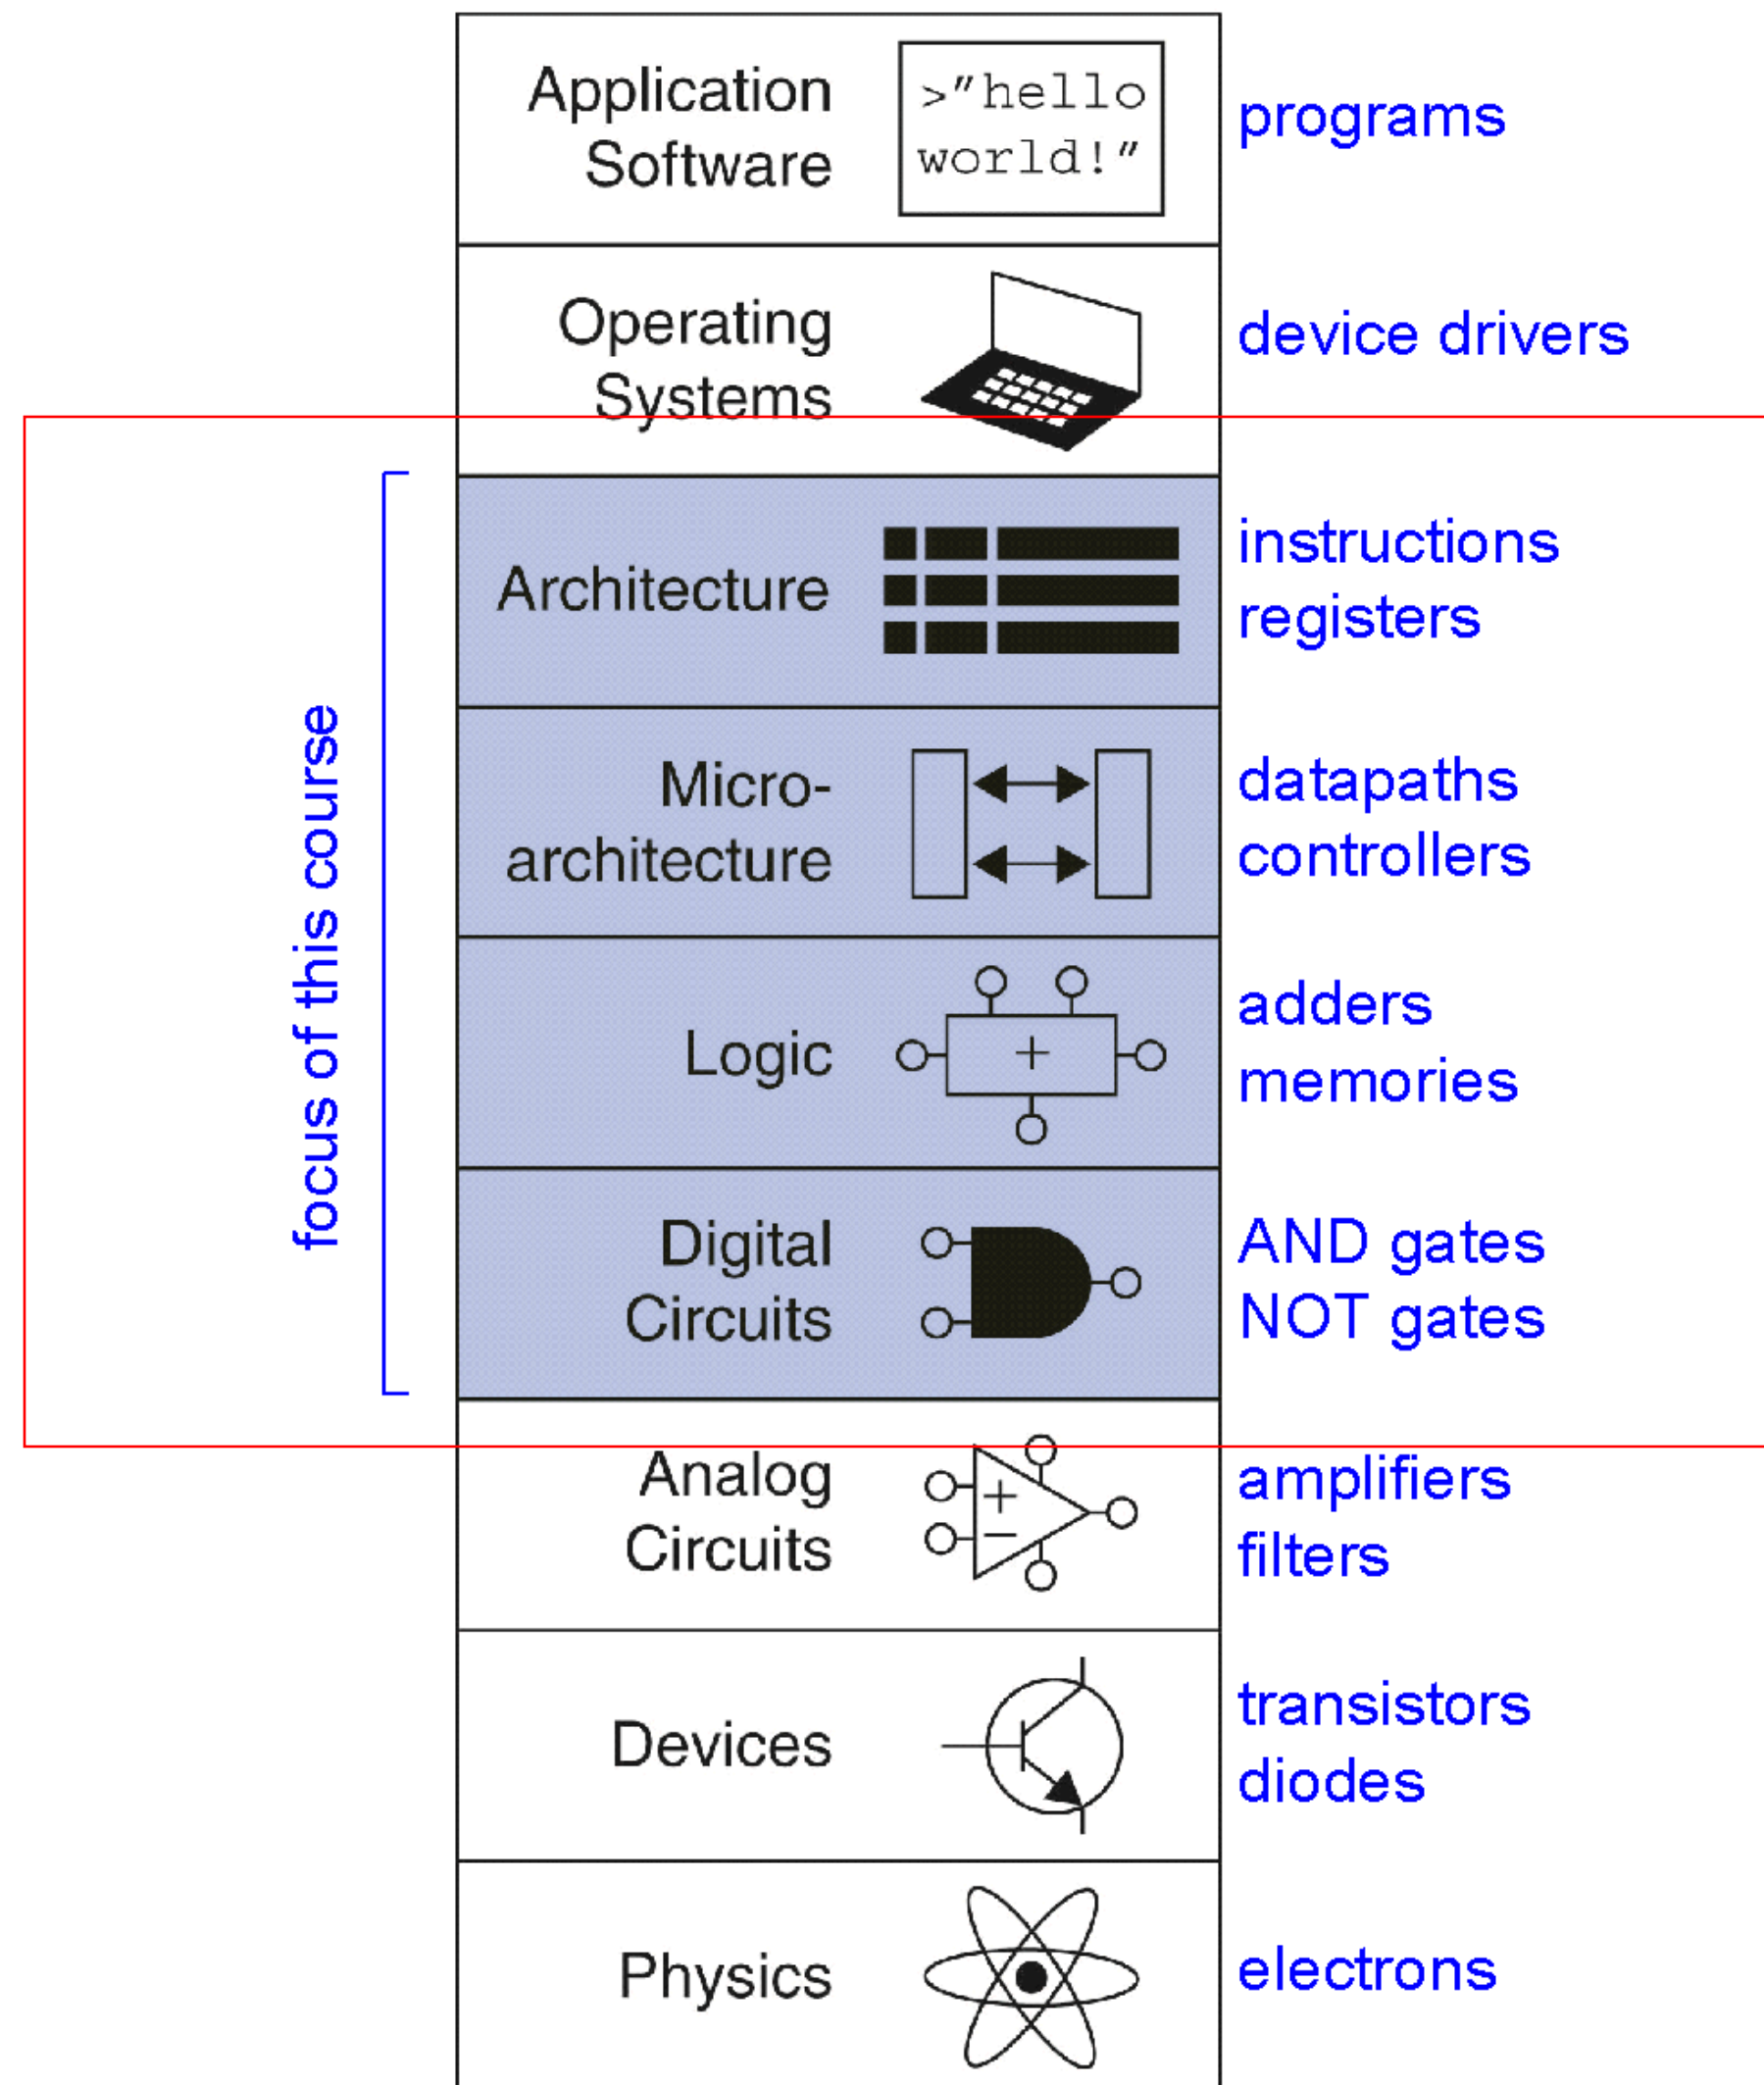 Application
Software
>"hello
world!"
programs
Operating
Systems
device drivers
focus of this course
Architecture
instructions
registers
Micro-
architecture
datapaths
controllers
Logic
+
adders
memories
Digital
Circuits
AND gates
NOT gates
Analog
Circuits
+
−
amplifiers
filters
Devices
transistors
diodes
Physics
electrons